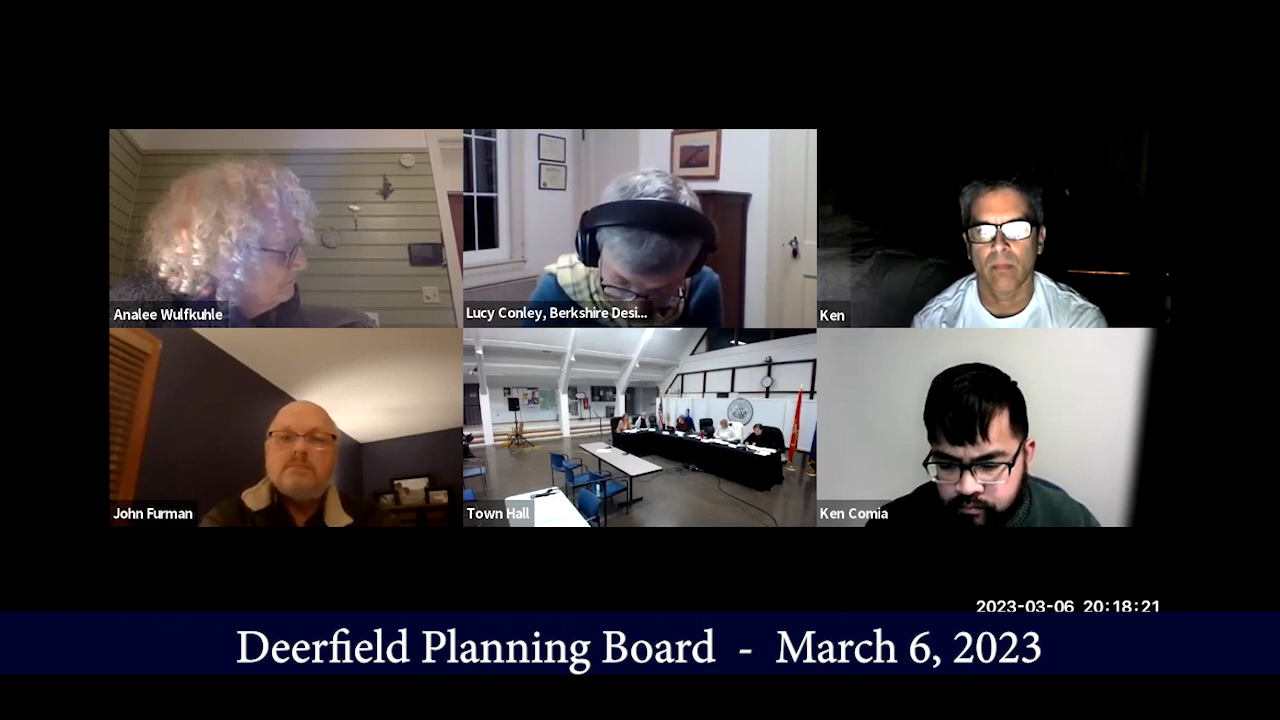 Analee Wulfkuhle
Lucy Conley, Berkshire Desi...
Ken
John Furman
Town Hall
Ken Comia
2023-03-06 20:18:21
Deerfield Planning Board - March 6, 2023